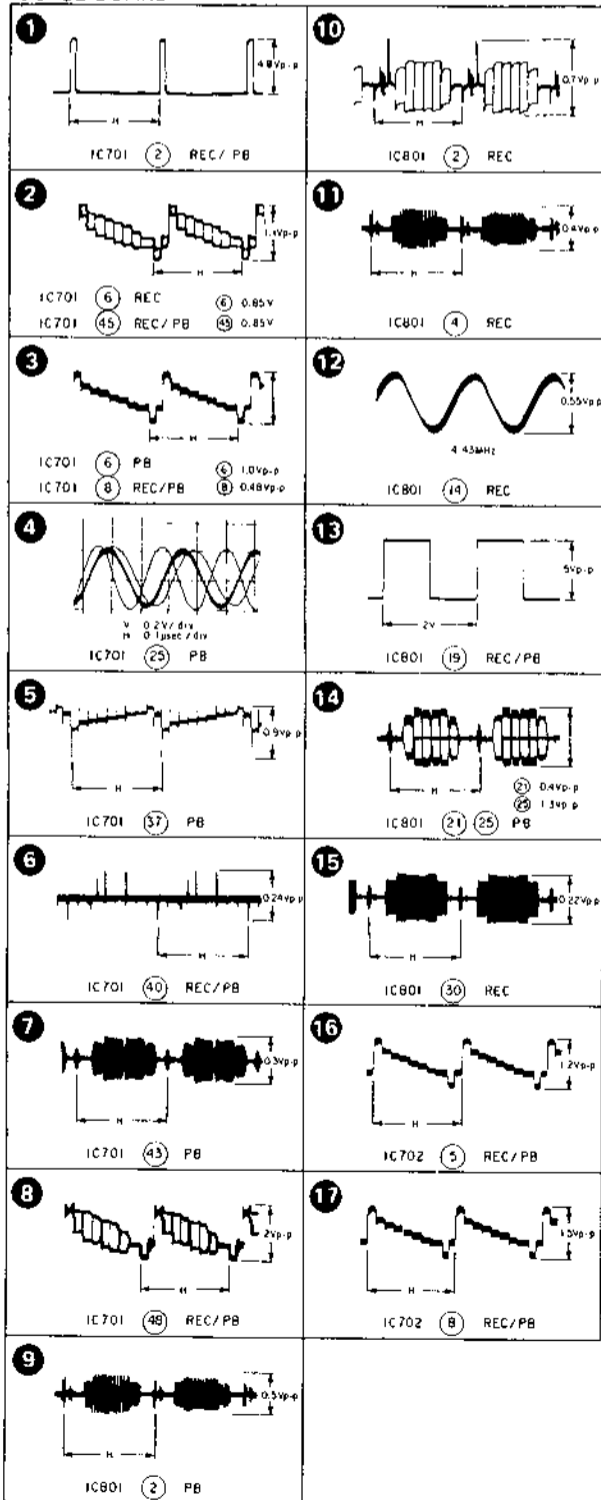 1
4.8Vp-p
H
IC701 2 REC/PB
2
H
IC701 6 REC 6 0.85V
IC701 45 REC/PB 45 0.85V
3
H
IC701 6 PB 6 1.0Vp-p
IC701 8 REC/PB 8 0.48Vp-p
4
V 0.2V/div
H 0.1μsec/div
IC701 25 PB
5
0.9Vp-p
H
IC701 37 PB
6
0.24Vp-p
H
IC701 40 REC/PB
7
0.3Vp-p
H
IC701 43 PB
8
2Vp-p
H
IC701 48 REC/PB
9
0.5Vp-p
H
IC801 2 PB
10
0.7Vp-p
H
IC801 2 REC
11
0.4Vp-p
H
IC801 4 REC
12
0.55Vp-p
4.43MHz
IC801 14 REC
13
5Vp-p
2V
IC801 19 REC/PB
14
H
21 0.4Vp-p
25 1.3Vp-p
IC801 21 25 PB
15
0.22Vp-p
H
IC801 30 REC
16
1.2Vp-p
H
IC702 5 REC/PB
17
H
IC702 8 REC/PB